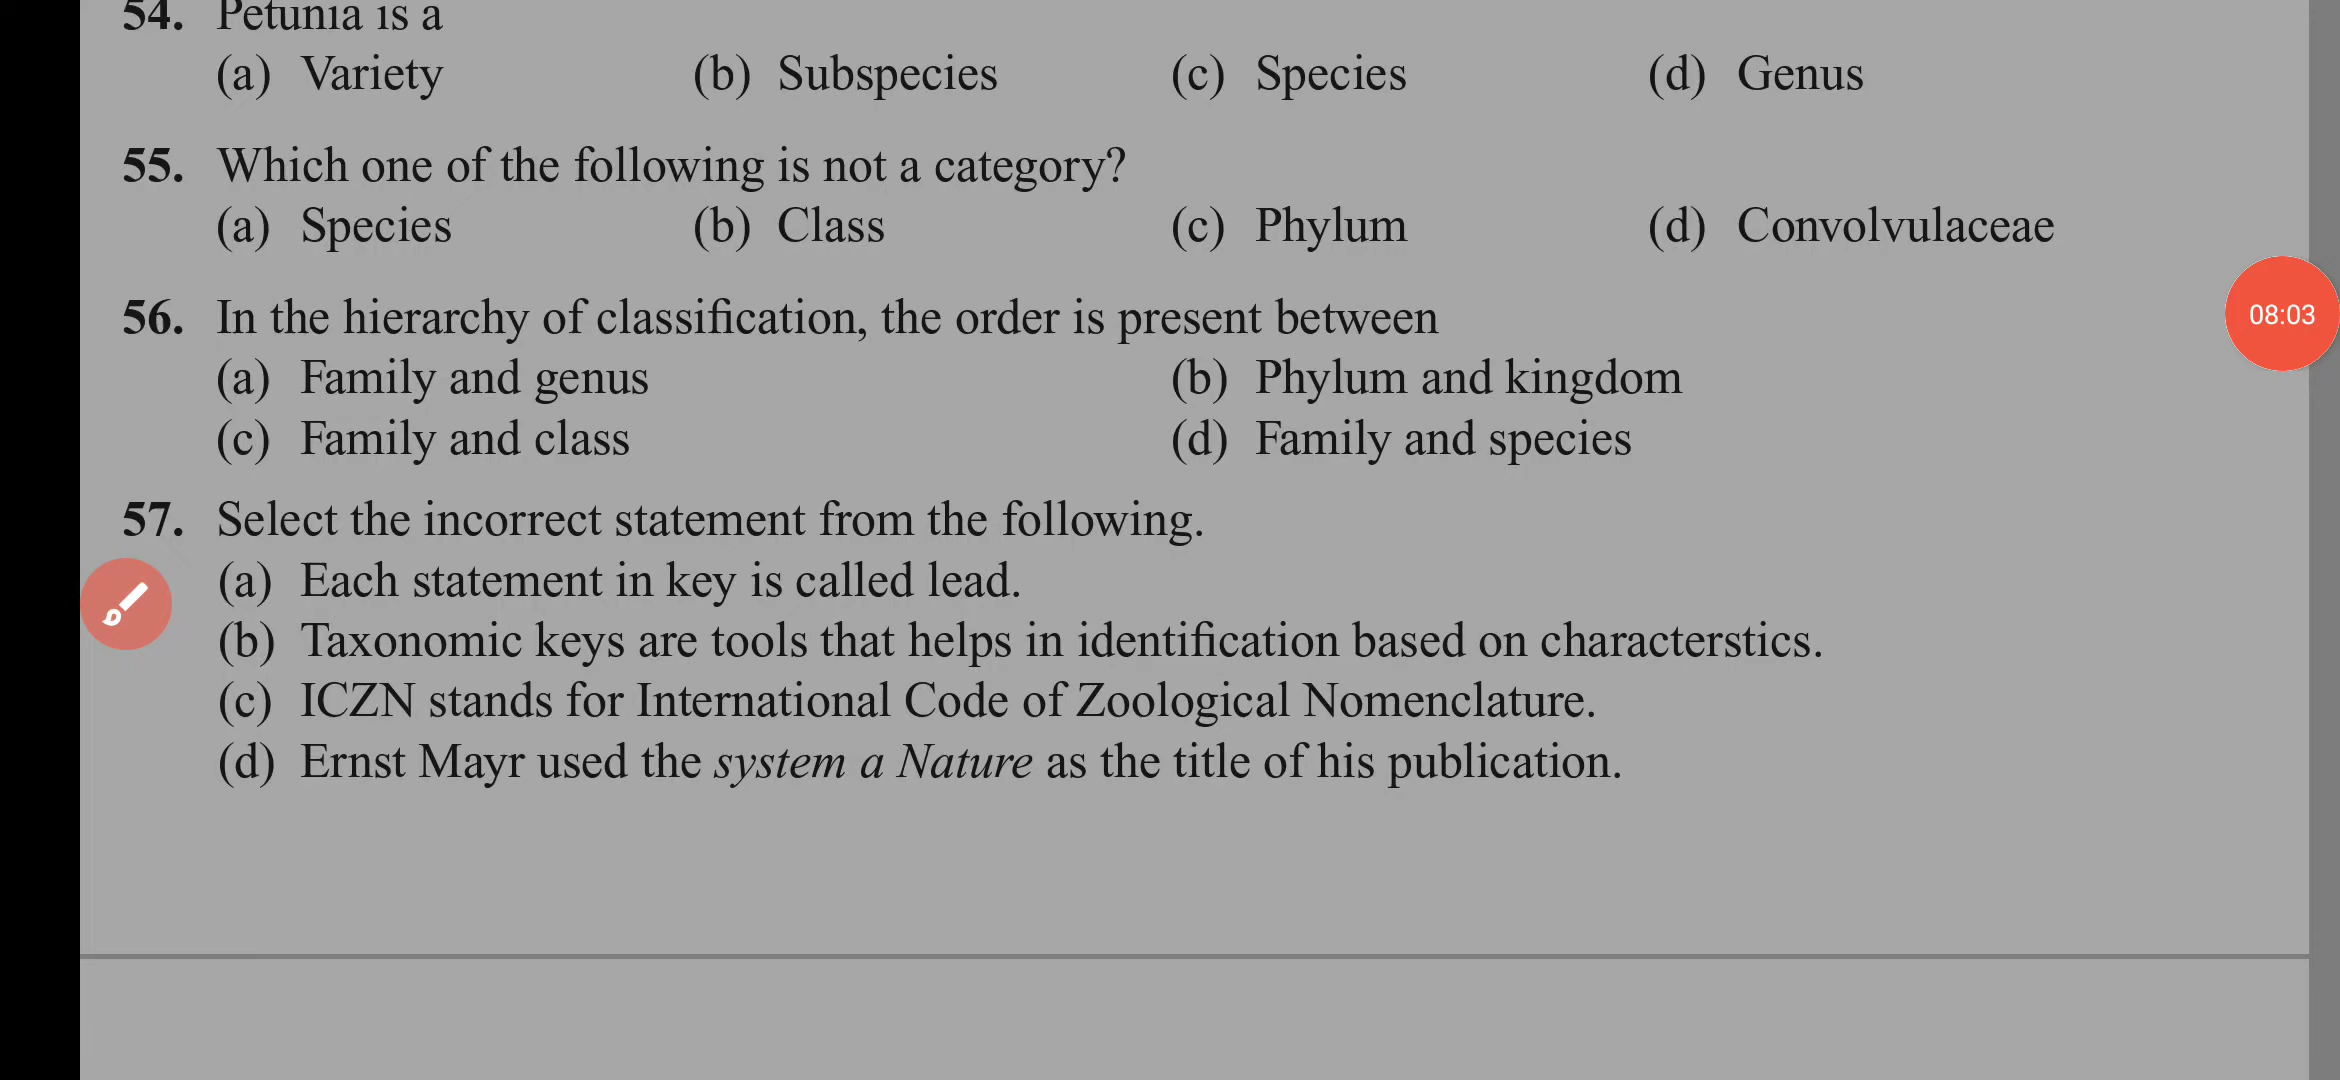 54. Petunia is a
(a) Variety (b) Subspecies (c) Species (d) Genus
55. Which one of the following is not a category?
(a) Species (b) Class (c) Phylum (d) Convolvulaceae
56. In the hierarchy of classification, the order is present between
(a) Family and genus (b) Phylum and kingdom
(c) Family and class (d) Family and species
57. Select the incorrect statement from the following.
(a) Each statement in key is called lead.
(b) Taxonomic keys are tools that helps in identification based on characterstics.
(c) ICZN stands for International Code of Zoological Nomenclature.
(d) Ernst Mayr used the system a Nature as the title of his publication.
08:03